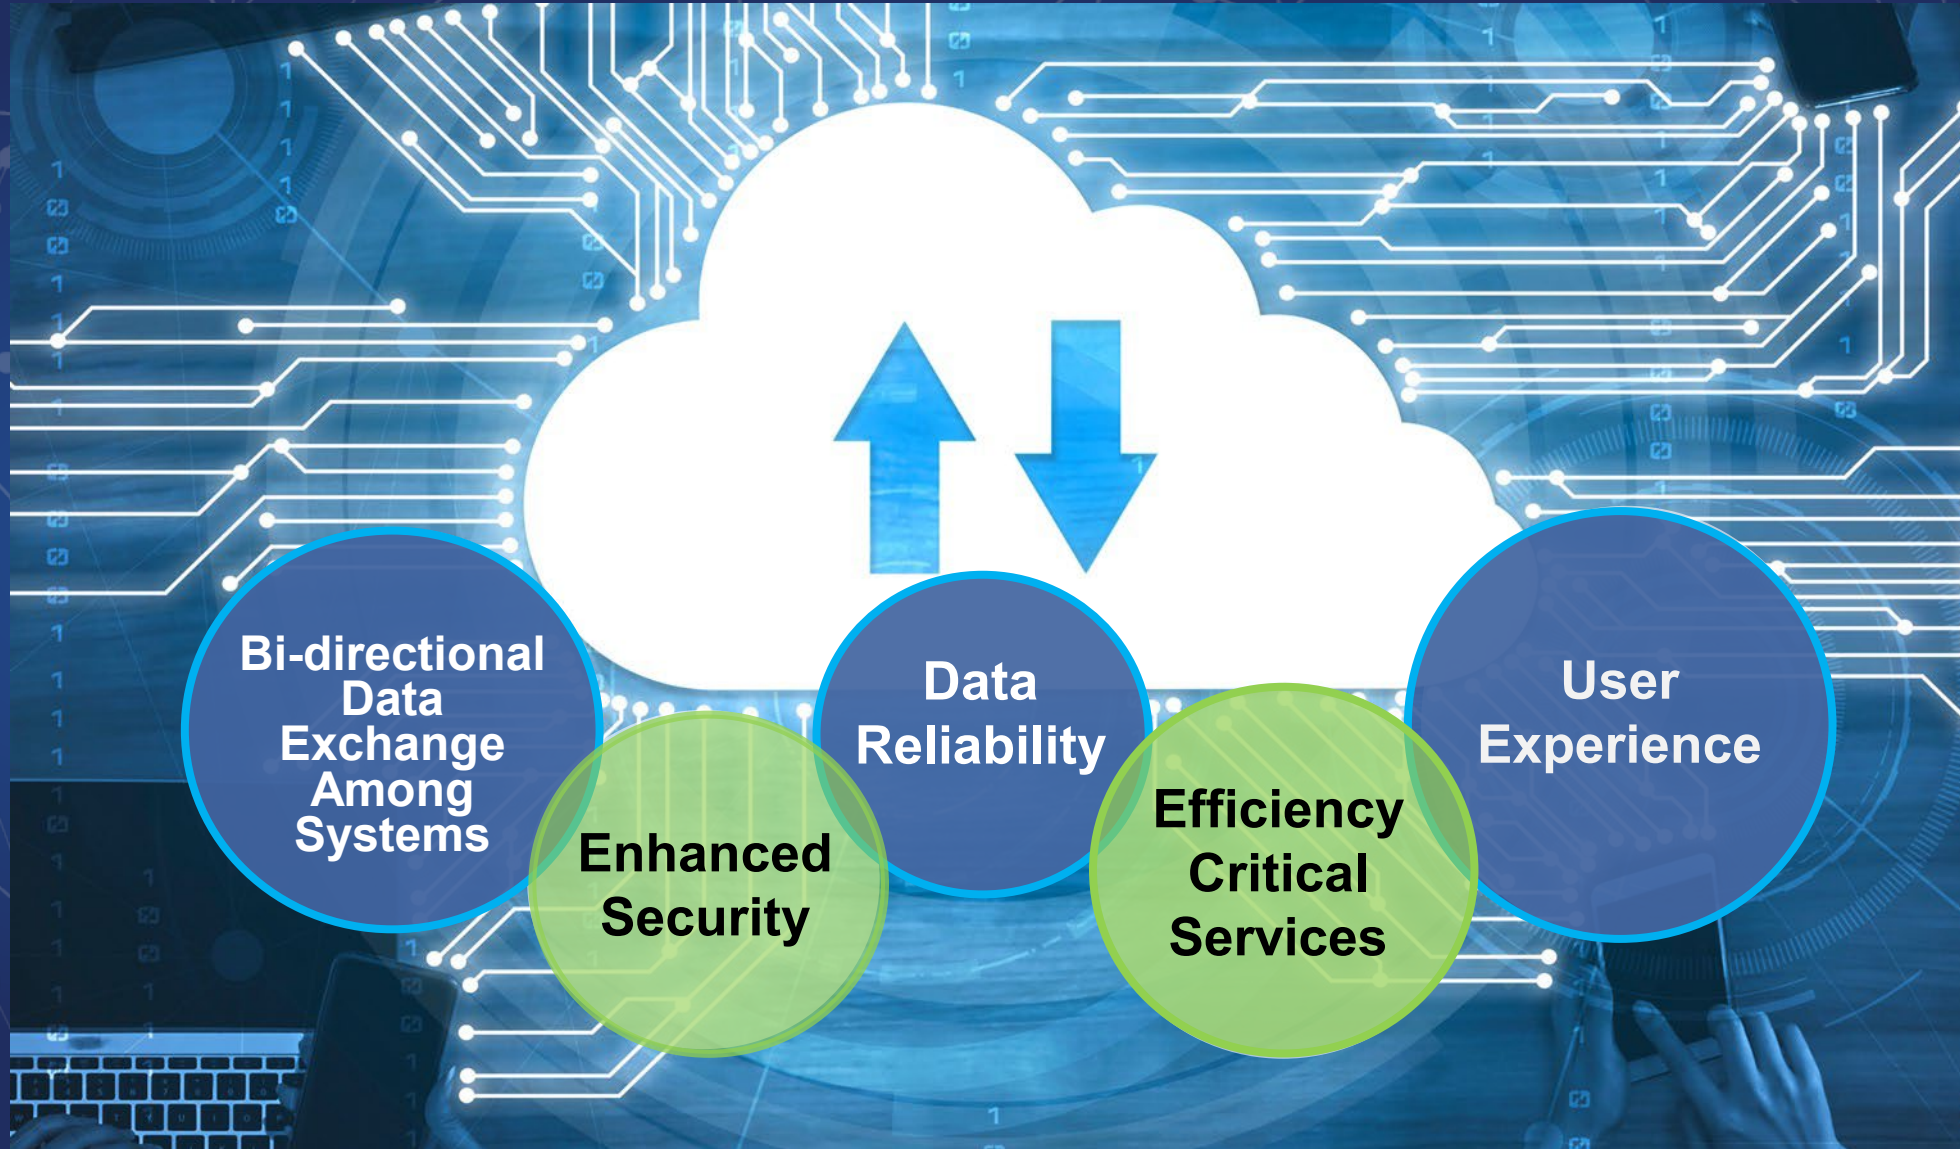 Bi-directional
Data
Exchange
Among
Systems
Enhanced
Security
Data
Reliability
Efficiency
Critical
Services
User
Experience